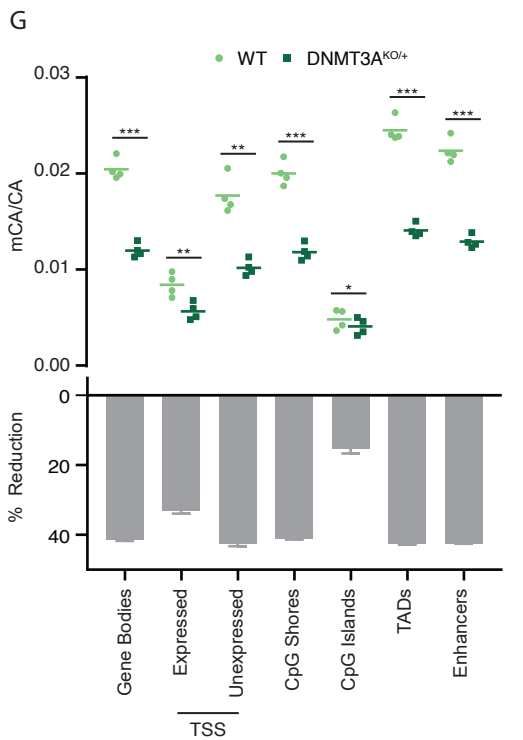 G
WT DNMT3A^KO/+
0.03
0.02
0.01
0.00
mCA/CA
***
**
**
***
*
***
***
0
20
40
% Reduction
Gene Bodies
Expressed
Unexpressed
CpG Shores
CpG Islands
TADs
Enhancers
TSS